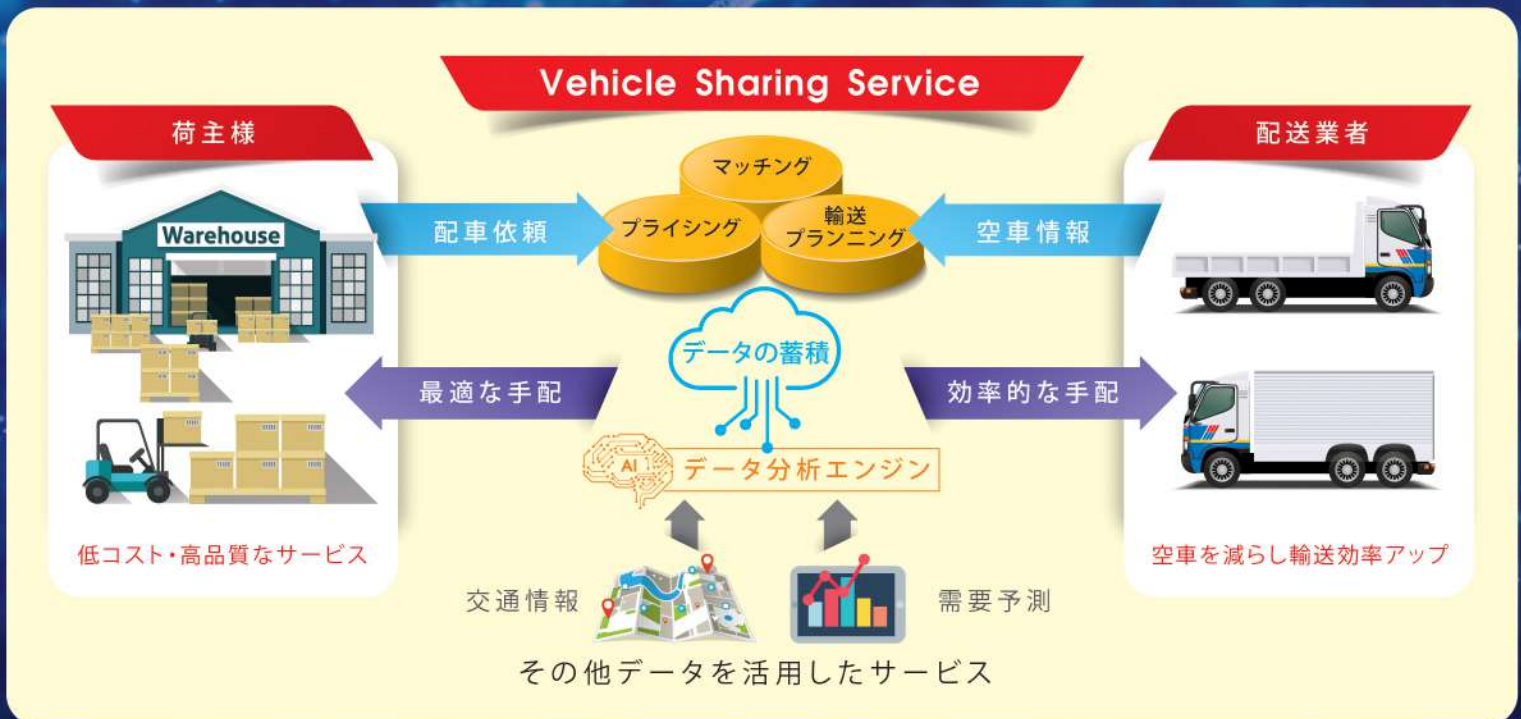 Vehicle Sharing Service
荷主様
配送業者
Warehouse
配車依頼
マッチング
プライシング
輸送
プランニング
空車情報
データの蓄積
最適な手配
効率的な手配
AI
データ分析エンジン
低コスト・高品質なサービス
空車を減らし輸送効率アップ
交通情報
需要予測
その他データを活用したサービス